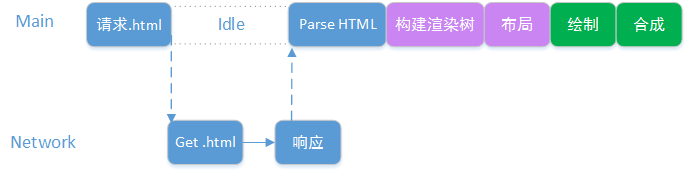 Main
请求.html
Idle
Parse HTML
构建渲染树
布局
绘制
合成
Network
Get .html
响应